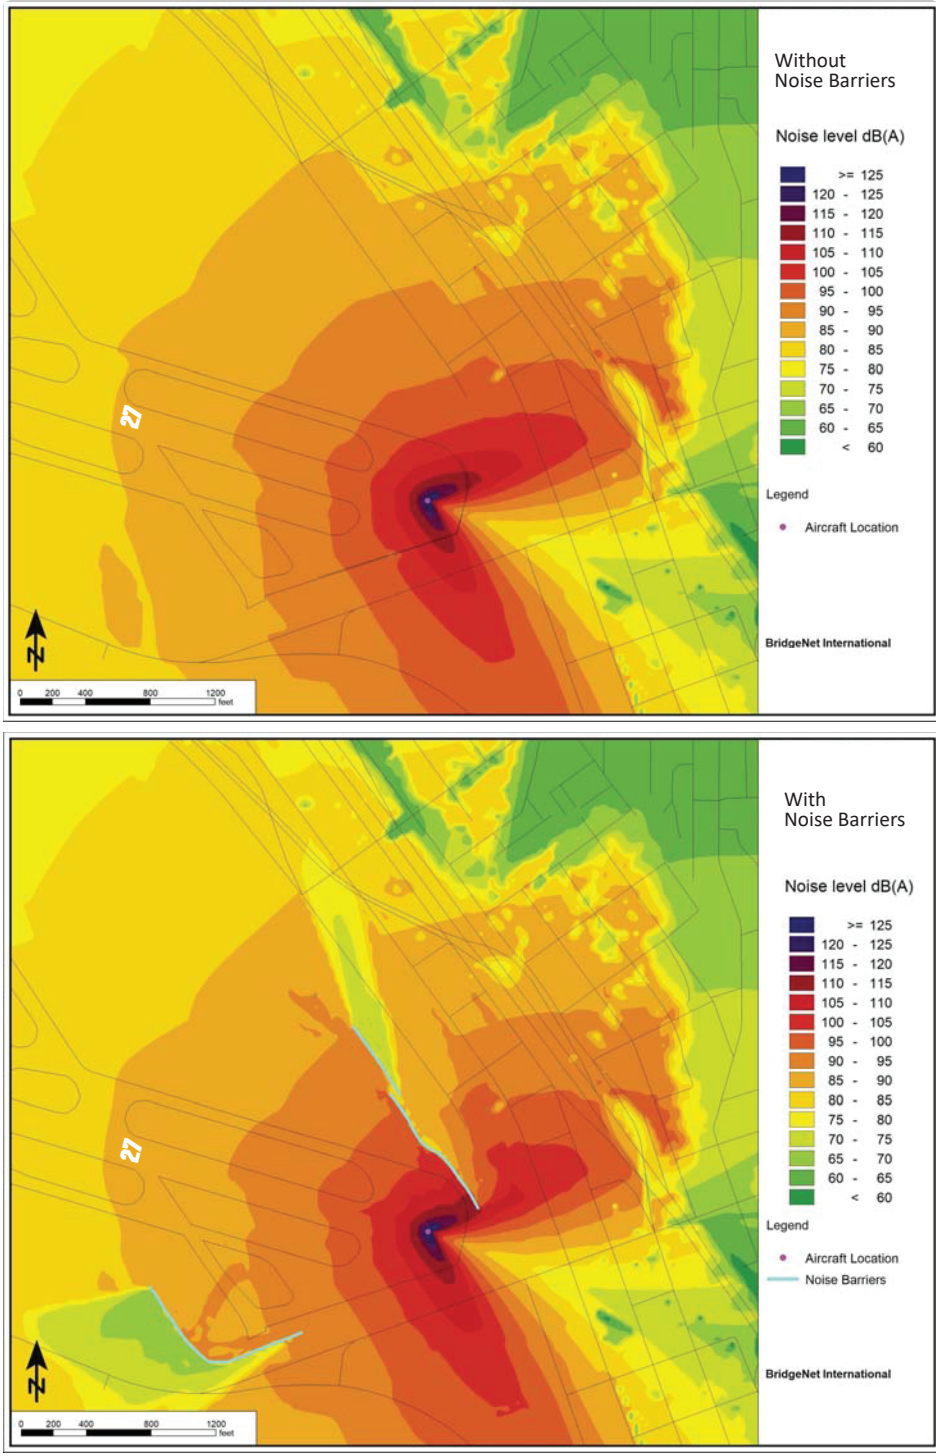 Without
Noise Barriers
Noise level dB(A)
>= 125
120 - 125
115 - 120
110 - 115
105 - 110
100 - 105
95 - 100
90 - 95
85 - 90
80 - 85
75 - 80
70 - 75
65 - 70
60 - 65
< 60
Legend
Aircraft Location
27
N
BridgeNet International
0 200 400 800 1200
feet
With
Noise Barriers
Noise level dB(A)
>= 125
120 - 125
115 - 120
110 - 115
105 - 110
100 - 105
95 - 100
90 - 95
85 - 90
80 - 85
75 - 80
70 - 75
65 - 70
60 - 65
< 60
Legend
Aircraft Location
Noise Barriers
27
N
BridgeNet International
0 200 400 800 1200
feet